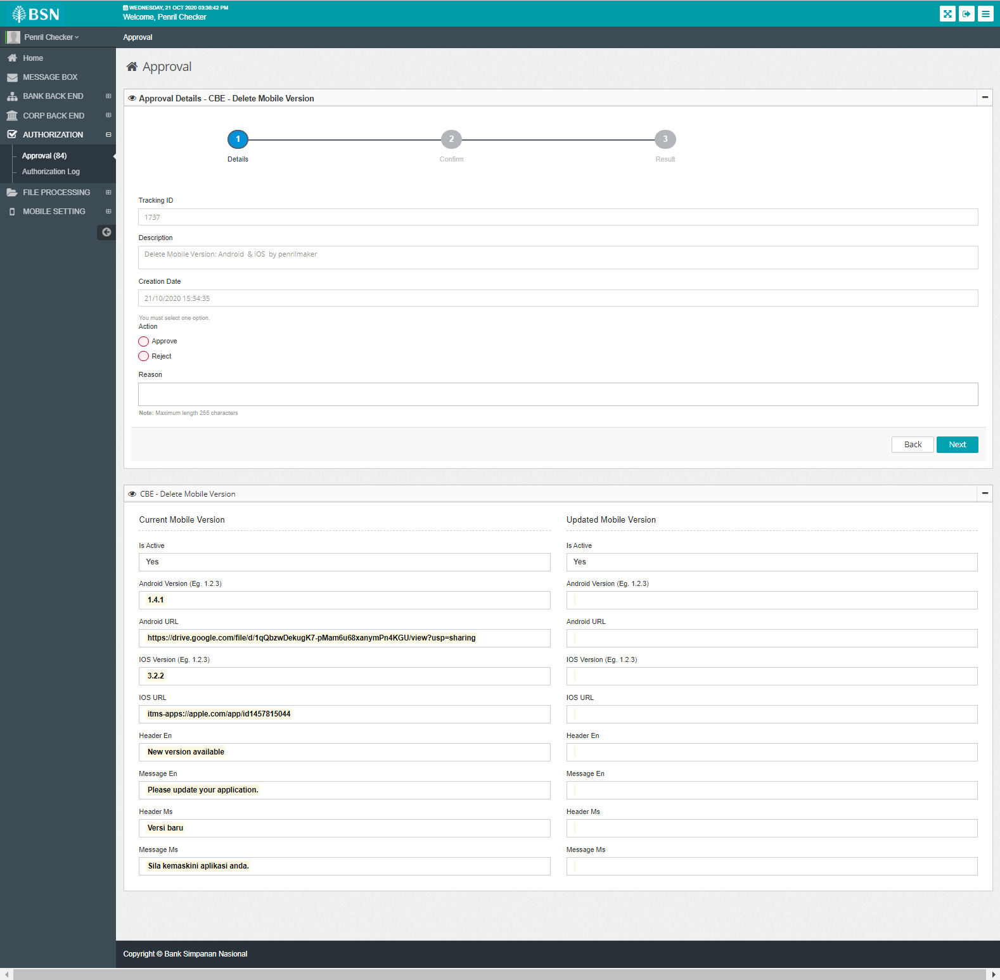 BSN
WEDNESDAY, 21 OCT 2020 03:36:42 PM
Welcome, Penril Checker
Penril Checker
Approval
Home
MESSAGE BOX
BANK BACK END
CORP BACK END
AUTHORIZATION
Approval (84)
Authorization Log
FILE PROCESSING
MOBILE SETTING
Approval
Approval Details - CBE - Delete Mobile Version
1 2 3
Details Confirm Result
Tracking ID
1737
Description
Delete Mobile Version: Android & iOS by penrilmaker
Creation Date
21/10/2020 15:34:35
You must select one option.
Action
Approve
Reject
Reason
Note: Maximum length 255 characters
Back Next
CBE - Delete Mobile Version
Current Mobile Version
Is Active
Yes
Android Version (Eg. 1.2.3)
1.4.1
Android URL
https://drive.google.com/file/d/1qQbzwDekugK7-pMam6u68xanymPn4KGU/view?usp=sharing
IOS Version (Eg. 1.2.3)
3.2.2
IOS URL
itms-apps://apple.com/app/id1457815044
Header En
New version available
Message En
Please update your application.
Header Ms
Versi baru
Message Ms
Sila kemaskini aplikasi anda.
Updated Mobile Version
Is Active
Yes
Android Version (Eg. 1.2.3)
Android URL
IOS Version (Eg. 1.2.3)
IOS URL
Header En
Message En
Header Ms
Message Ms
Copyright © Bank Simpanan Nasional